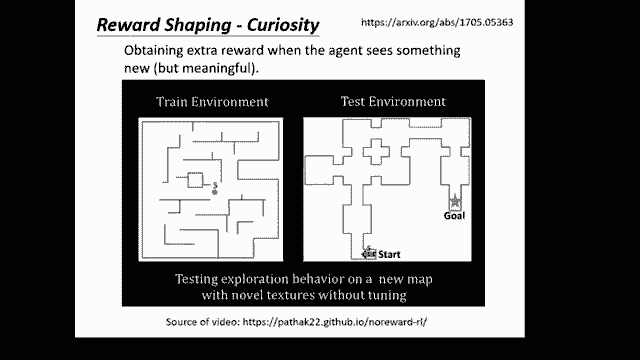 Reward Shaping - Curiosity
https://arxiv.org/abs/1705.05363
Obtaining extra reward when the agent sees something
new (but meaningful).
Train Environment
Test Environment
S
Goal
S
Start
Testing exploration behavior on a new map
with novel textures without tuning
Source of video: https://pathak22.github.io/noreward-rl/